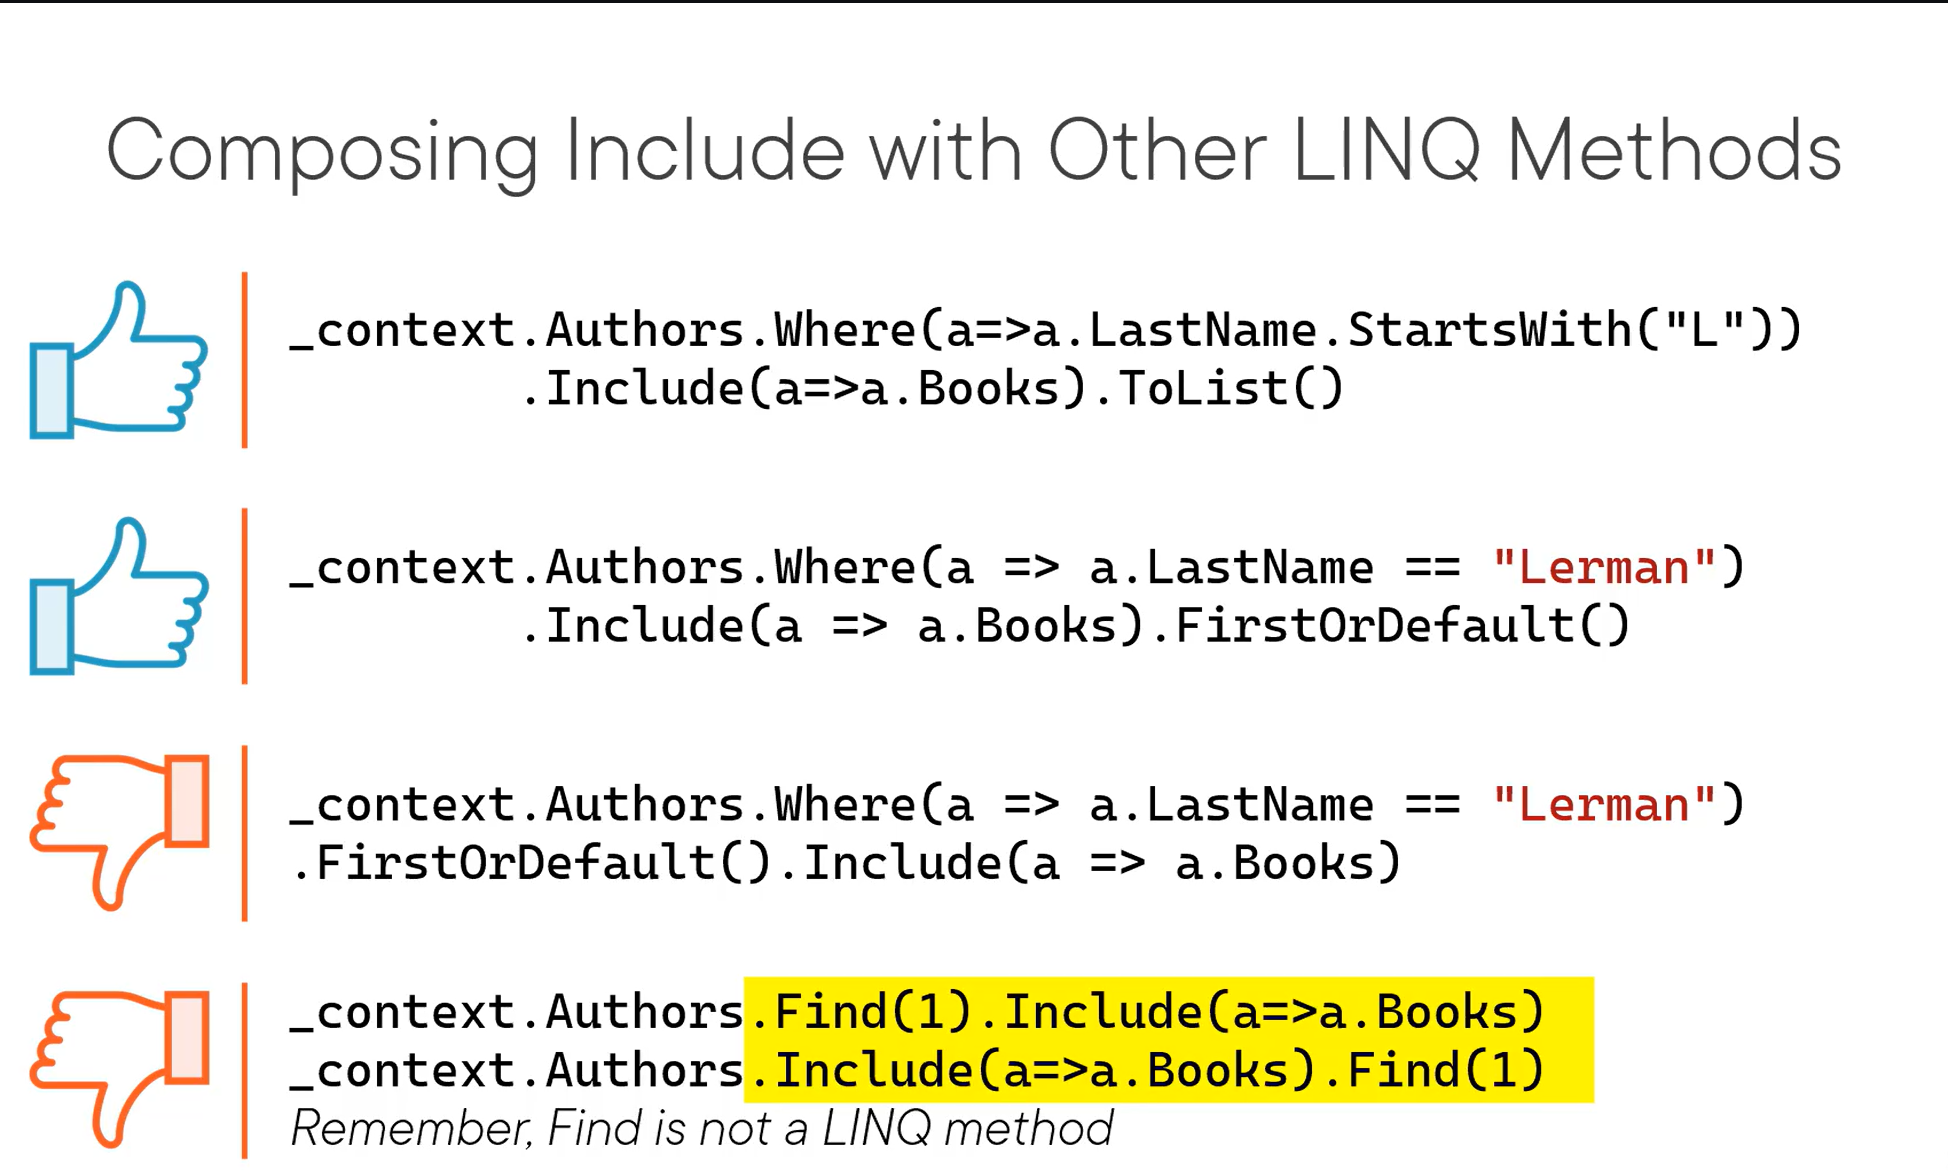 Composing Include with Other LINQ Methods
_context.Authors.Where(a=>a.LastName.StartsWith("L"))
.Include(a=>a.Books).ToList()
_context.Authors.Where(a => a.LastName == "Lerman")
.Include(a => a.Books).FirstOrDefault()
_context.Authors.Where(a => a.LastName == "Lerman")
.FirstOrDefault().Include(a => a.Books)
_context.Authors.Find(1).Include(a=>a.Books)
_context.Authors.Include(a=>a.Books).Find(1)
Remember, Find is not a LINQ method